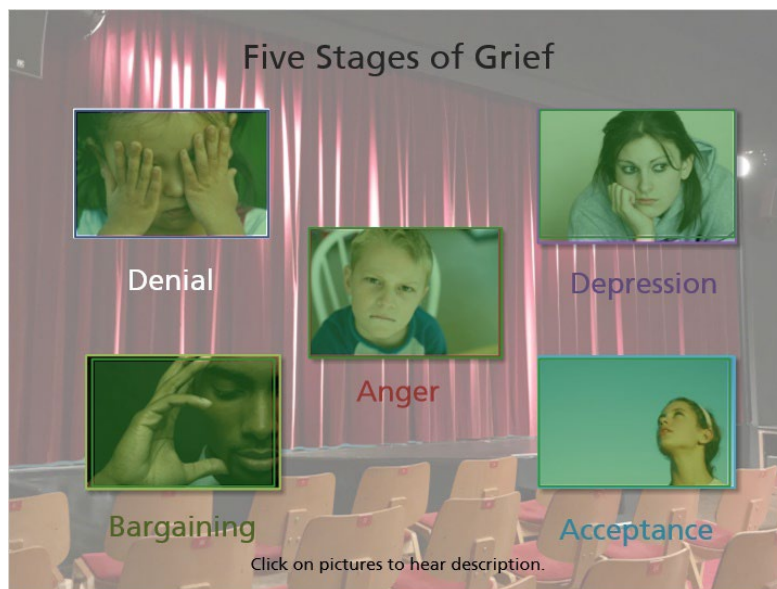 Five Stages of Grief
Denial
Depression
Anger
Bargaining
Acceptance
Click on pictures to hear description.